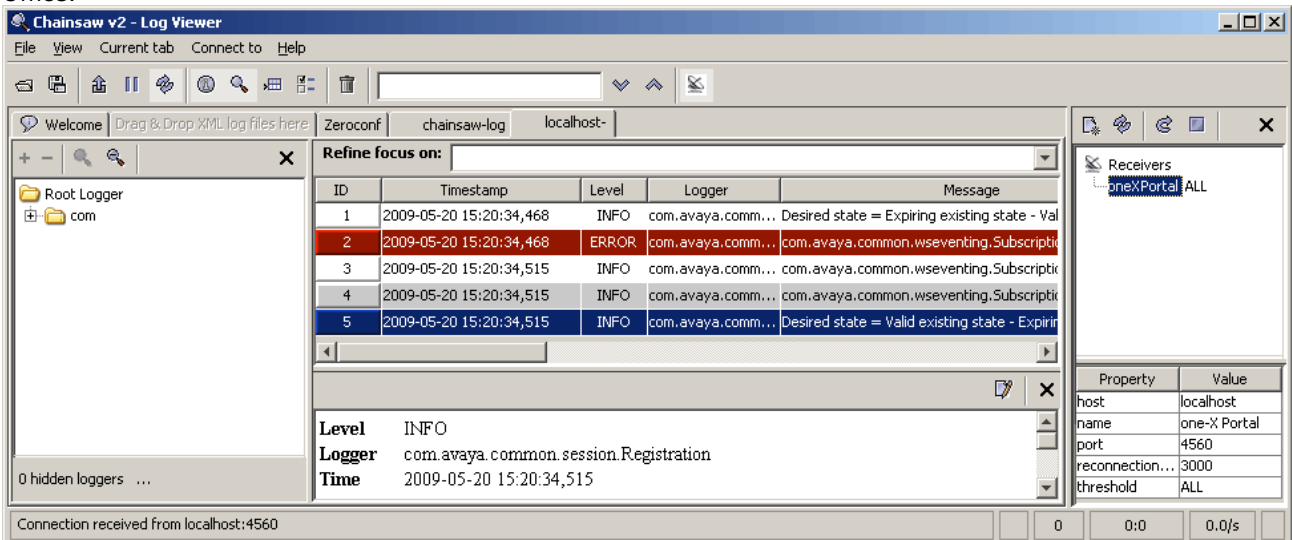 Chainsaw v2 - Log Viewer
File View Current tab Connect to Help
Welcome Drag & Drop XML log files here Zeroconf chainsaw-log localhost-
Refine focus on:
Root Logger
com
0 hidden loggers ...
ID Timestamp Level Logger Message
1 2009-05-20 15:20:34,468 INFO com.avaya.comm... Desired state = Expiring existing state - Val
2 2009-05-20 15:20:34,468 ERROR com.avaya.comm... com.avaya.common.wseventing.Subscriptio
3 2009-05-20 15:20:34,515 INFO com.avaya.comm... com.avaya.common.wseventing.Subscriptio
4 2009-05-20 15:20:34,515 INFO com.avaya.comm... com.avaya.common.wseventing.Subscriptio
5 2009-05-20 15:20:34,515 INFO com.avaya.comm... Desired state = Valid existing state - Expirin
Level INFO
Logger com.avaya.common.session.Registration
Time 2009-05-20 15:20:34,515
Receivers
oneXPortal ALL
Property Value
host localhost
name one-X Portal
port 4560
reconnection... 3000
threshold ALL
Connection received from localhost:4560 0 0:0 0.0/s